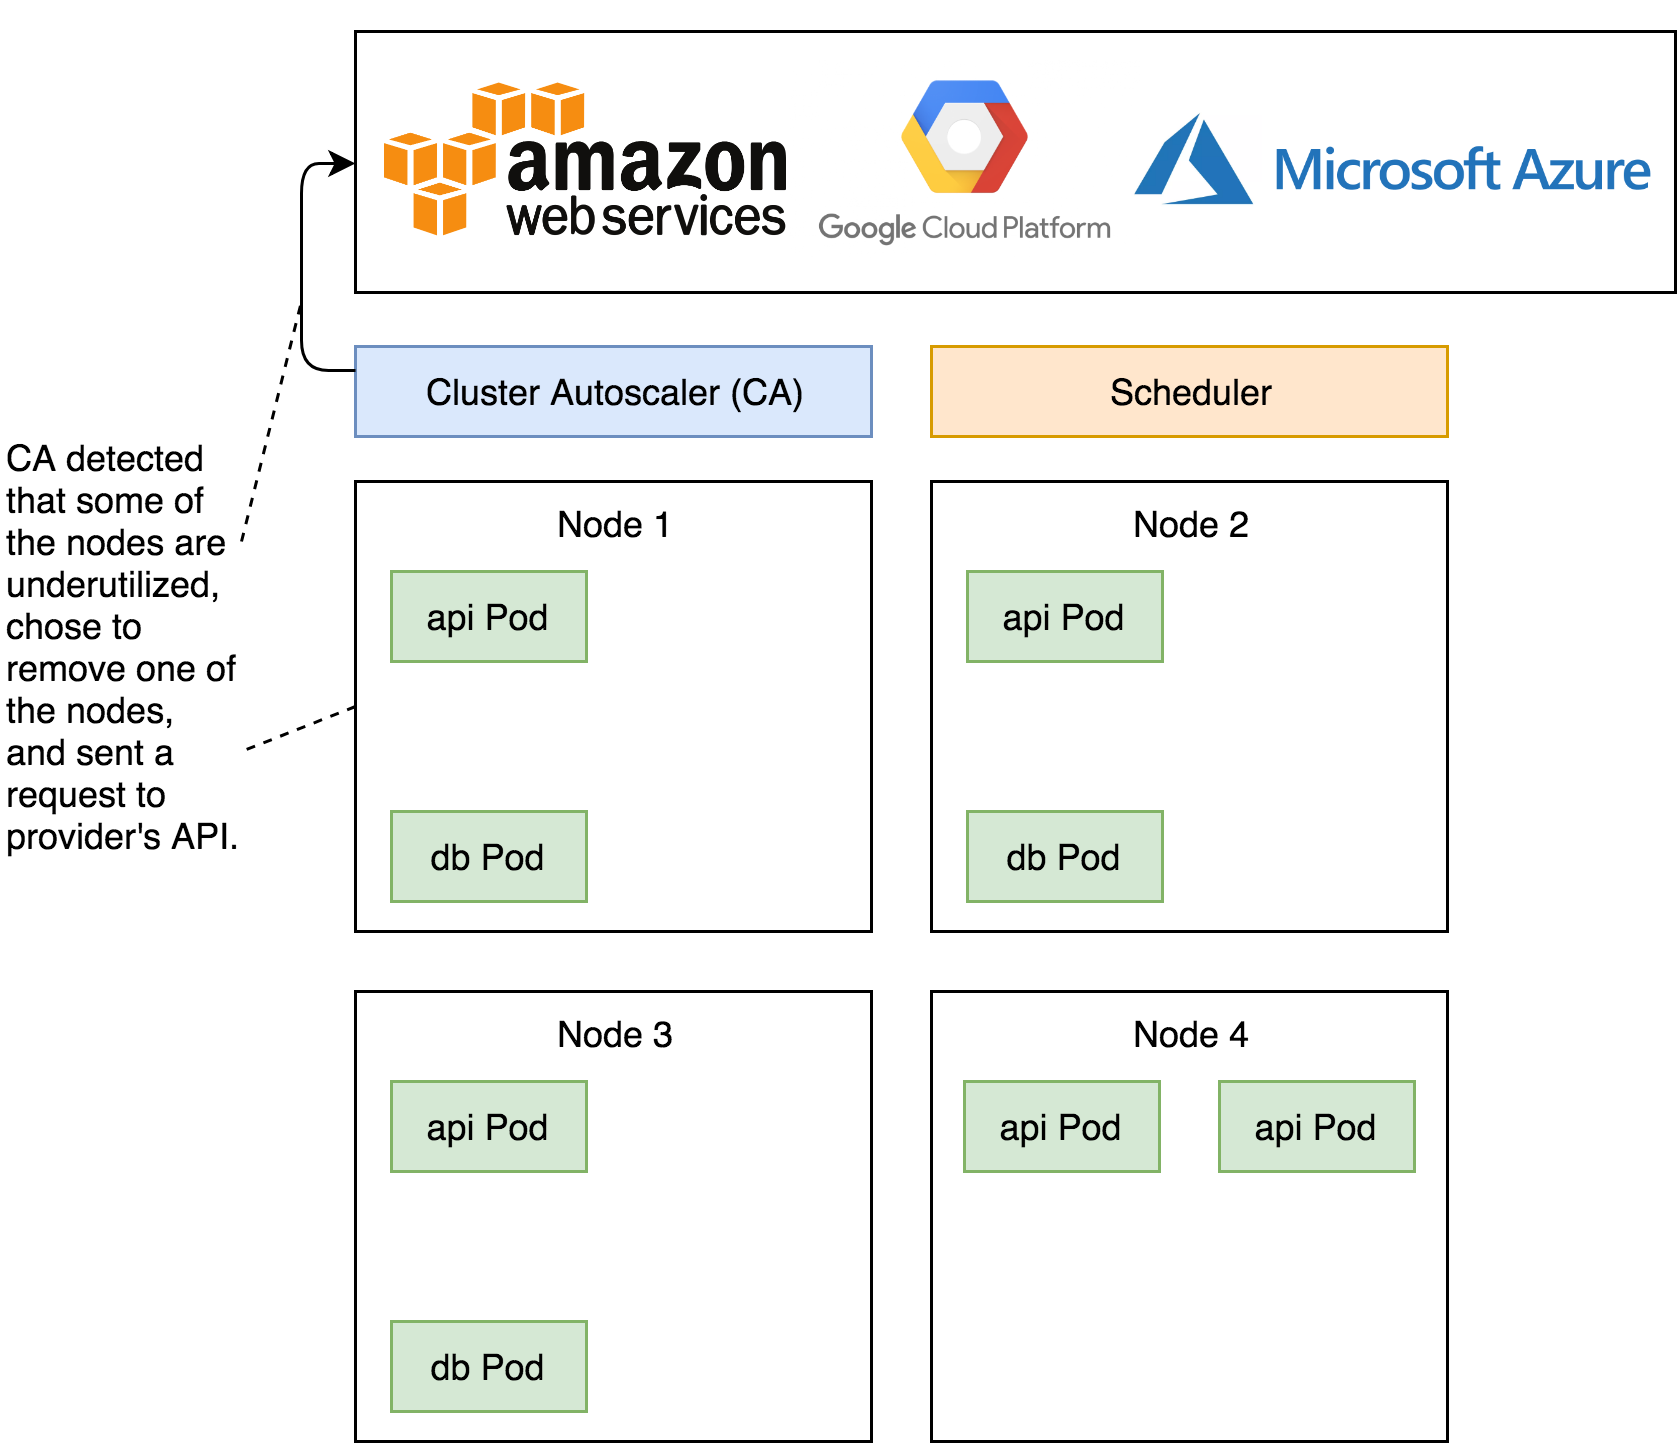 amazon
web services
Google Cloud Platform
Microsoft Azure
Cluster Autoscaler (CA)
Scheduler
CA detected
that some of
the nodes are
underutilized,
chose to
remove one of
the nodes,
and sent a
request to
provider's API.
Node 1
api Pod
db Pod
Node 2
api Pod
db Pod
Node 3
api Pod
db Pod
Node 4
api Pod
api Pod